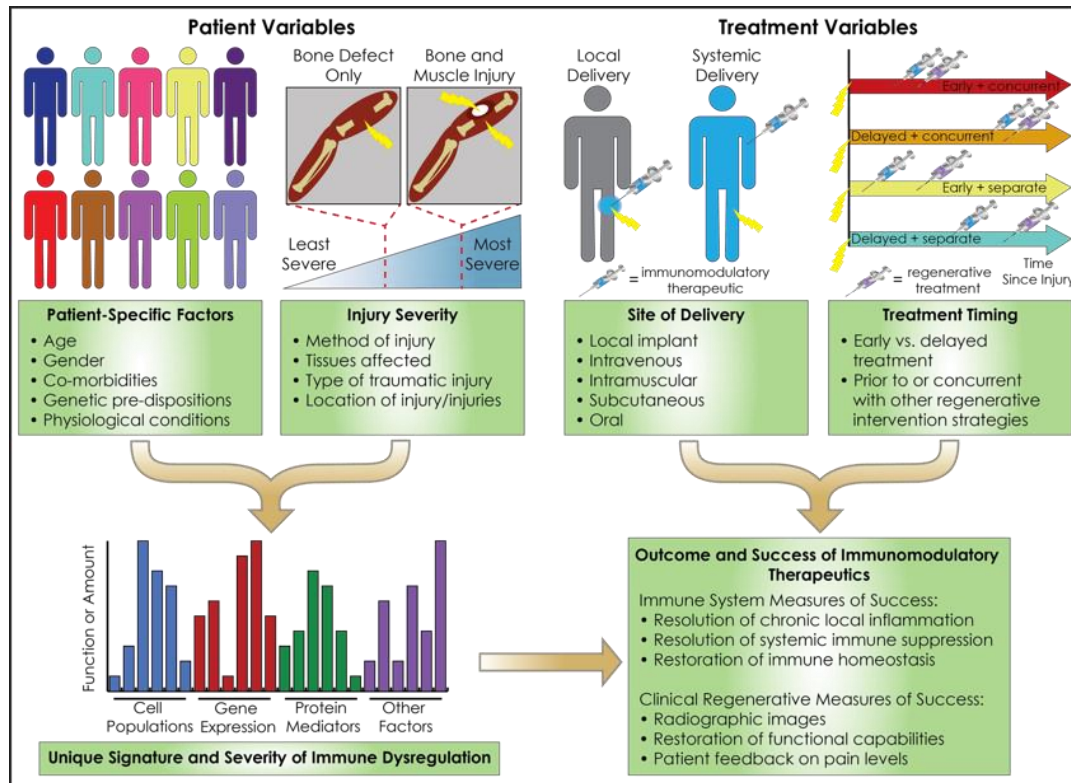 Patient Variables
Bone Defect
Only
Bone and
Muscle Injury
Least
Severe
Most
Severe
Patient-Specific Factors
• Age
• Gender
• Co-morbidities
• Genetic pre-dispositions
• Physiological conditions
Injury Severity
• Method of injury
• Tissues affected
• Type of traumatic injury
• Location of injury/injuries
Treatment Variables
Local
Delivery
Systemic
Delivery
= immunomodulatory
therapeutic
Early + concurrent
Delayed + concurrent
Early + separate
Delayed + separate
Time
Since Injury
= regenerative
treatment
Site of Delivery
• Local implant
• Intravenous
• Intramuscular
• Subcutaneous
• Oral
Treatment Timing
• Early vs. delayed
treatment
• Prior to or concurrent
with other regenerative
intervention strategies
Function or Amount
Cell
Populations
Gene
Expression
Protein
Mediators
Other
Factors
Unique Signature and Severity of Immune Dysregulation
Outcome and Success of Immunomodulatory
Therapeutics
Immune System Measures of Success:
• Resolution of chronic local inflammation
• Resolution of systemic immune suppression
• Restoration of immune homeostasis
Clinical Regenerative Measures of Success:
• Radiographic images
• Restoration of functional capabilities
• Patient feedback on pain levels